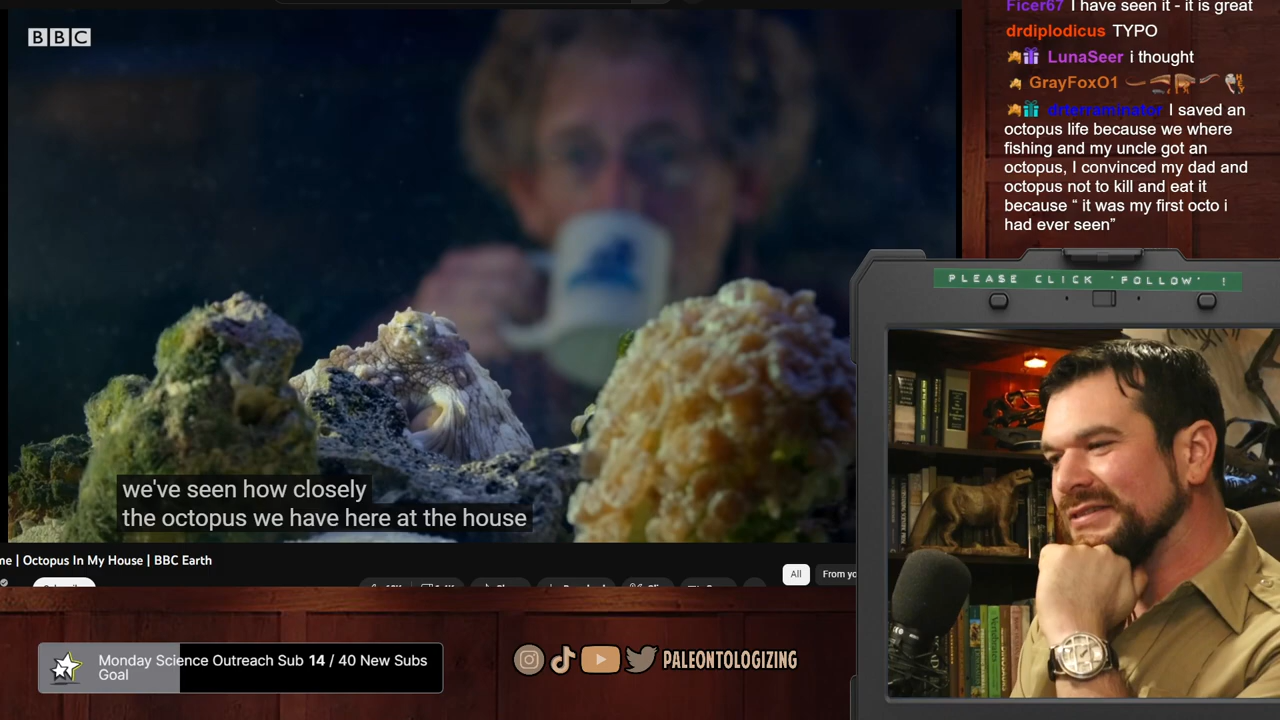 BBC
we've seen how closely
the octopus we have here at the house
me | Octopus In My House | BBC Earth
All
From yo
Ficer67 I have seen it - it is great
drdiplodicus TYPO
LunaSeer i thought
GrayFoxO1
drterraminator I saved an
octopus life because we where
fishing and my uncle got an
octopus, I convinced my dad and
octopus not to kill and eat it
because “ it was my first octo i
had ever seen”
PLEASE CLICK 'FOLLOW' !
Monday Science Outreach Sub 14 / 40 New Subs
Goal
PALEONTOLOGIZING